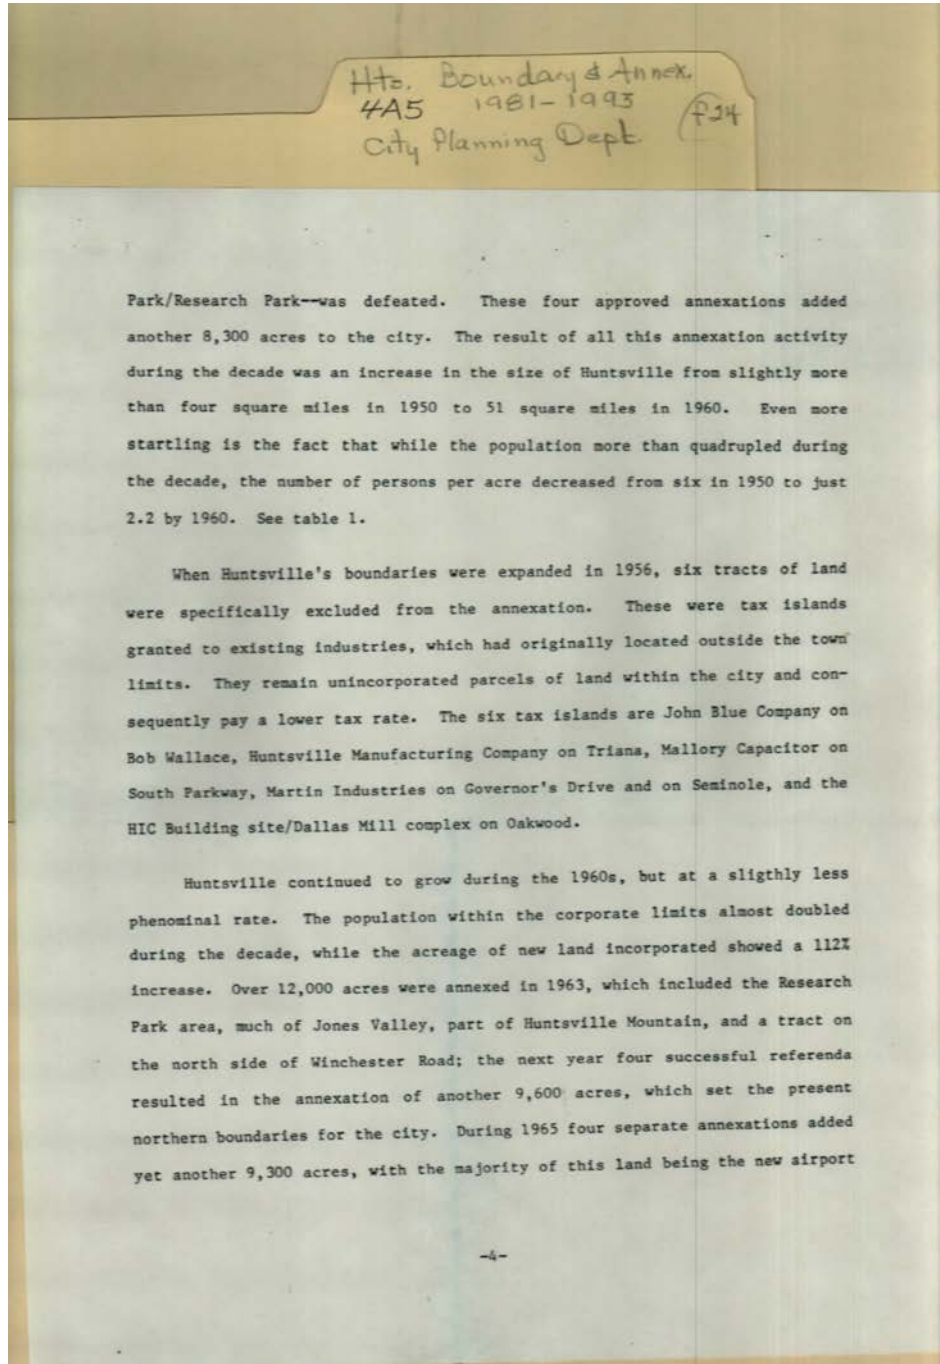 Hts. Boundary & Annex.
4A5 1981-1993 f24
City Planning Dept.
Park/Research Park--was defeated. These four approved annexations added
another 8,300 acres to the city. The result of all this annexation activity
during the decade was an increase in the size of Huntsville from slightly more
than four square miles in 1950 to 51 square miles in 1960. Even more
startling is the fact that while the population more than quadrupled during
the decade, the number of persons per acre decreased from six in 1950 to just
2.2 by 1960. See table 1.
When Huntsville's boundaries were expanded in 1956, six tracts of land
were specifically excluded from the annexation. These were tax islands
granted to existing industries, which had originally located outside the town
limits. They remain unincorporated parcels of land within the city and con-
sequently pay a lower tax rate. The six tax islands are John Blue Company on
Bob Wallace, Huntsville Manufacturing Company on Triana, Mallory Capacitor on
South Parkway, Martin Industries on Governor's Drive and on Seminole, and the
HIC Building site/Dallas Mill complex on Oakwood.
Huntsville continued to grow during the 1960s, but at a sligthly less
phenominal rate. The population within the corporate limits almost doubled
during the decade, while the acreage of new land incorporated showed a 112%
increase. Over 12,000 acres were annexed in 1963, which included the Research
Park area, much of Jones Valley, part of Huntsville Mountain, and a tract on
the north side of Winchester Road; the next year four successful referenda
resulted in the annexation of another 9,600 acres, which set the present
northern boundaries for the city. During 1965 four separate annexations added
yet another 9,300 acres, with the majority of this land being the new airport
-4-